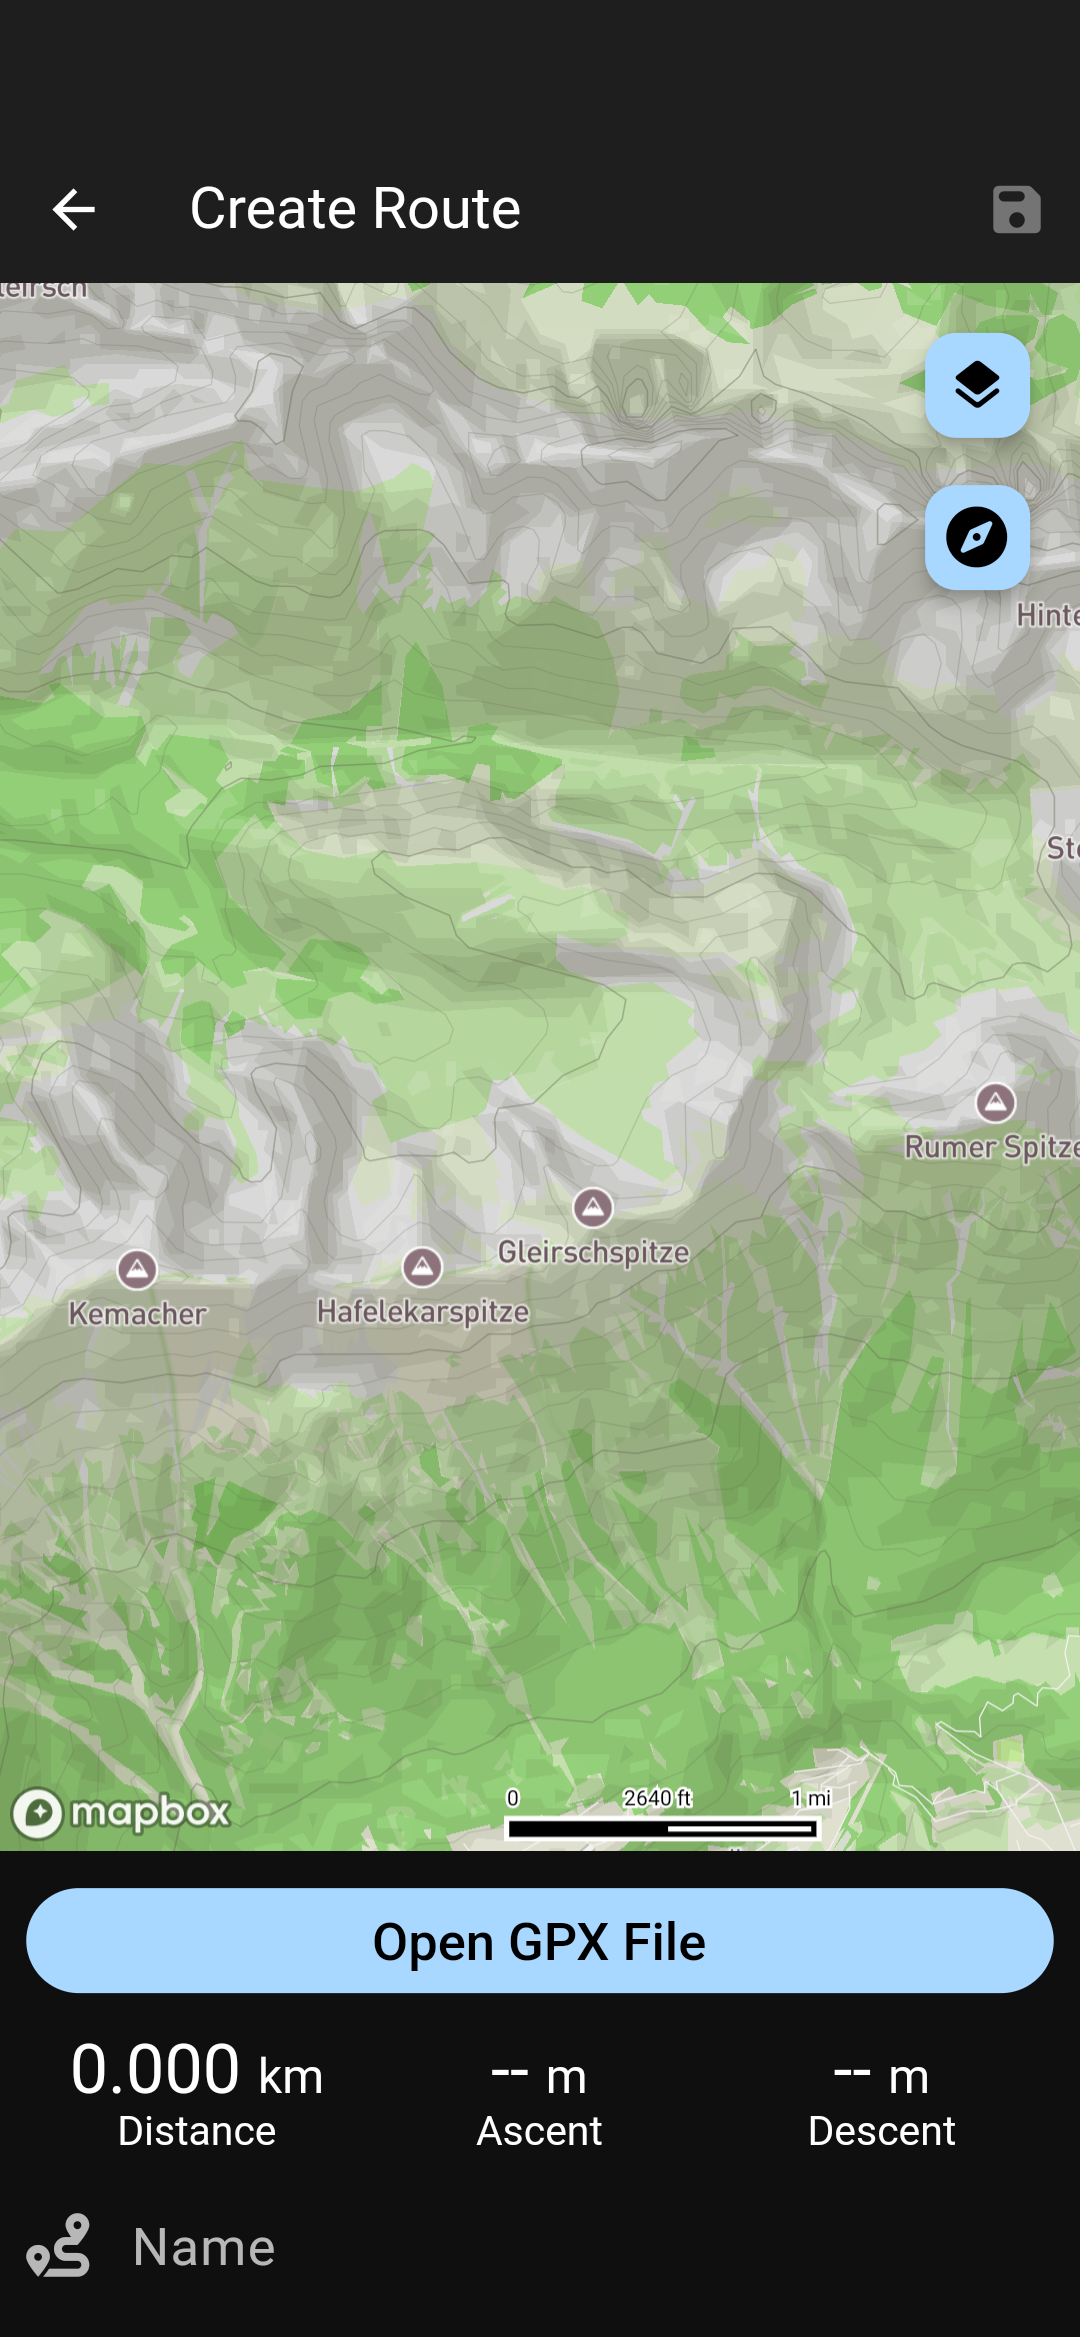 Create Route
leirsch
Hinte
Ste
Rumer Spitze
Gleirschspitze
Kemacher
Hafelekarspitze
mapbox
0 2640 ft 1 mi
Open GPX File
0.000 km -- m -- m
Distance Ascent Descent
Name